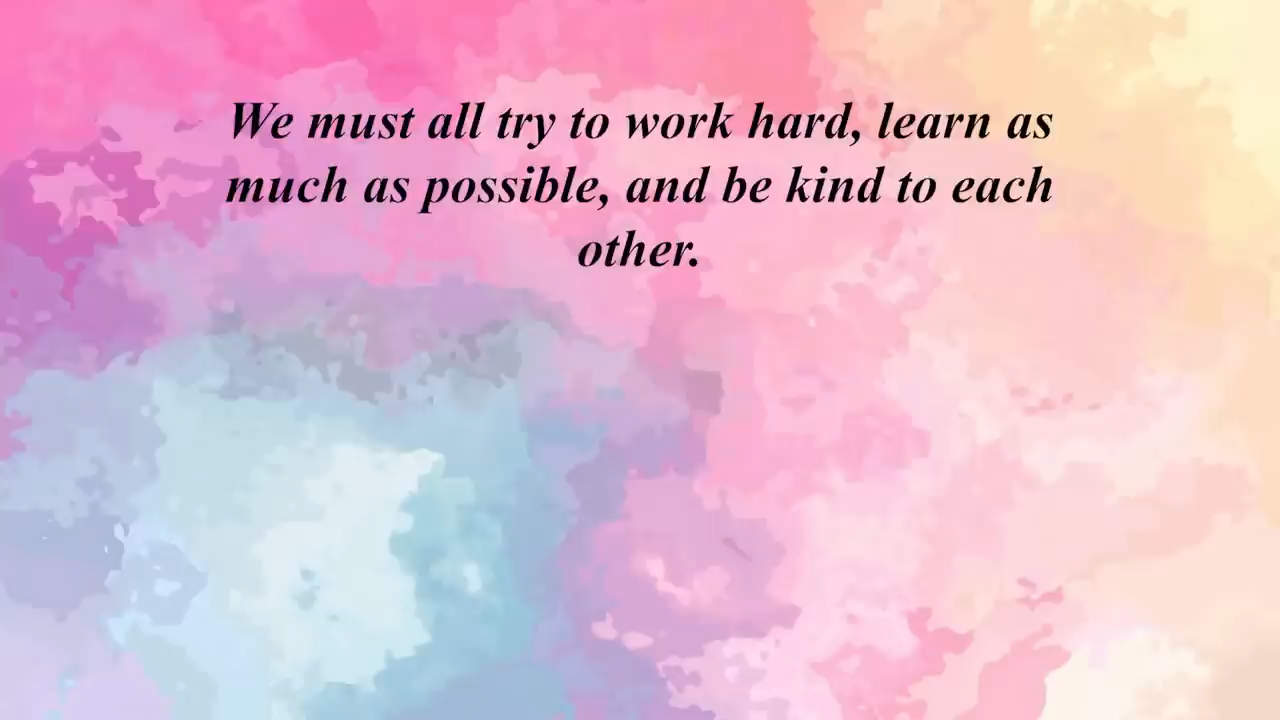 We must all try to work hard, learn as
much as possible, and be kind to each
other.